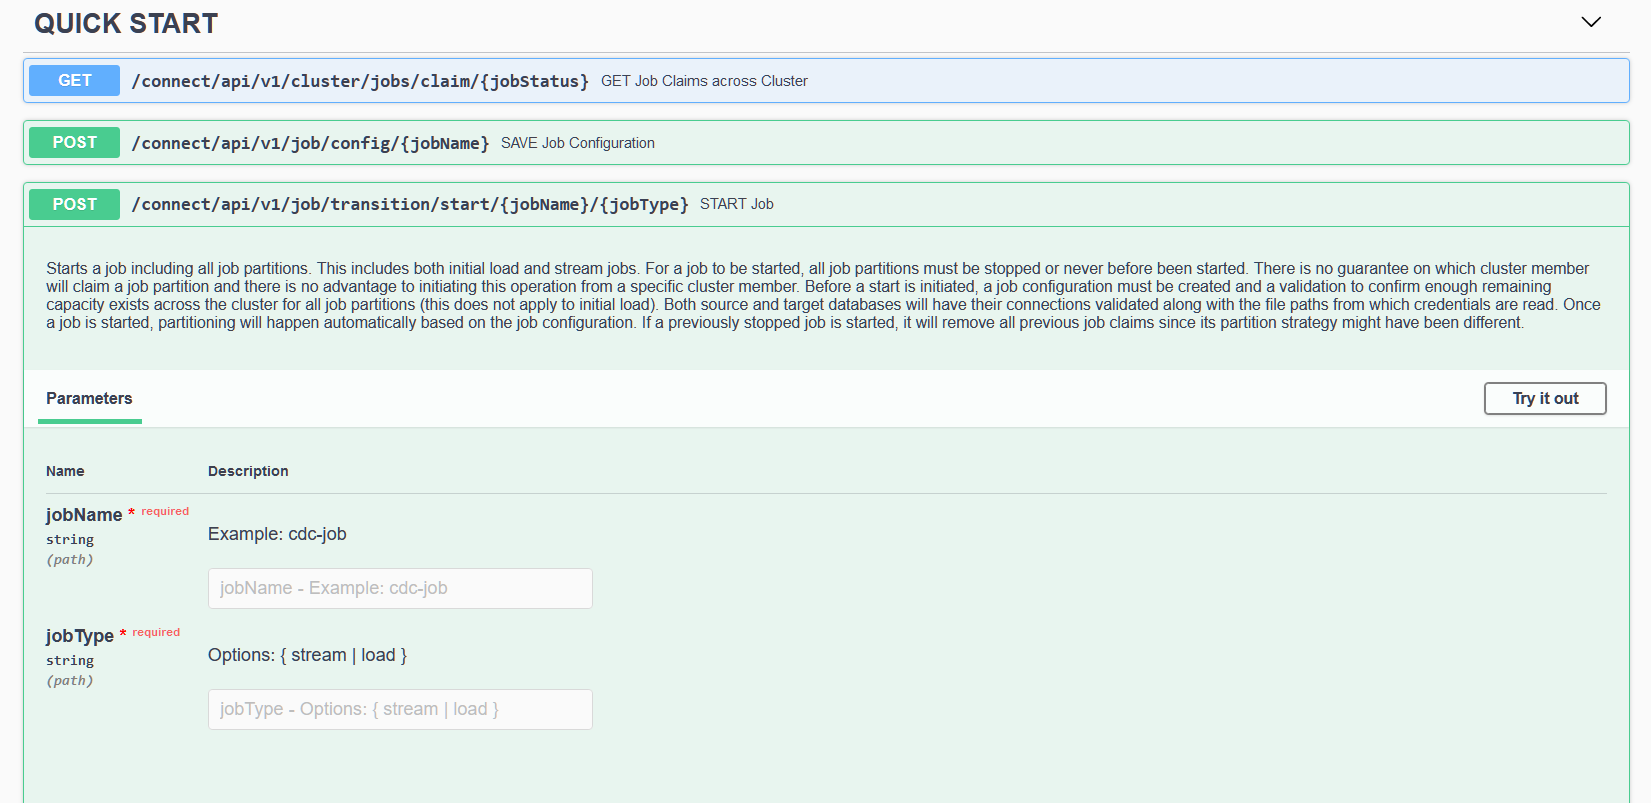 QUICK START
GET /connect/api/v1/cluster/jobs/claim/{jobStatus} GET Job Claims across Cluster
POST /connect/api/v1/job/config/{jobName} SAVE Job Configuration
POST /connect/api/v1/job/transition/start/{jobName}/{jobType} START Job
Starts a job including all job partitions. This includes both initial load and stream jobs. For a job to be started, all job partitions must be stopped or never before been started. There is no guarantee on which cluster member
will claim a job partition and there is no advantage to initiating this operation from a specific cluster member. Before a start is initiated, a job configuration must be created and a validation to confirm enough remaining
capacity exists across the cluster for all job partitions (this does not apply to initial load). Both source and target databases will have their connections validated along with the file paths from which credentials are read. Once
a job is started, partitioning will happen automatically based on the job configuration. If a previously stopped job is started, it will remove all previous job claims since its partition strategy might have been different.
Parameters Try it out
Name Description
jobName * required
string
(path)
Example: cdc-job
jobName - Example: cdc-job
jobType * required
string
(path)
Options: { stream | load }
jobType - Options: { stream | load }